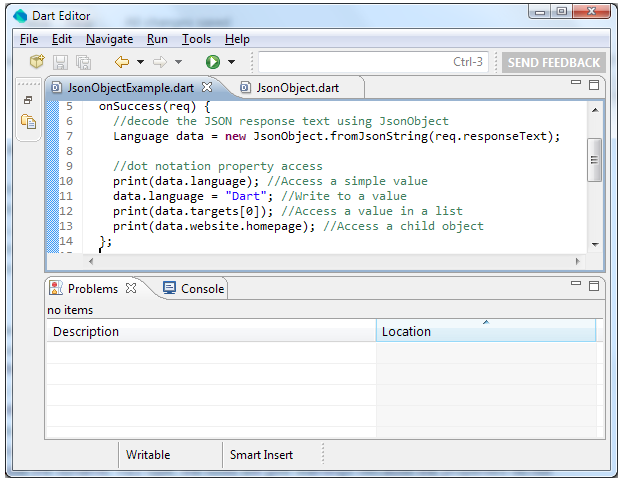 Dart Editor
File Edit Navigate Run Tools Help
Ctrl-3 SEND FEEDBACK
JsonObjectExample.dart JsonObject.dart
5 onSuccess(req) {
6 //decode the JSON response text using JsonObject
7 Language data = new JsonObject.fromJsonString(req.responseText);
8
9 //dot notation property access
10 print(data.language); //Access a simple value
11 data.language = "Dart"; //Write to a value
12 print(data.targets[0]); //Access a value in a list
13 print(data.website.homepage); //Access a child object
14 };
Problems Console
no items
Description Location
Writable Smart Insert